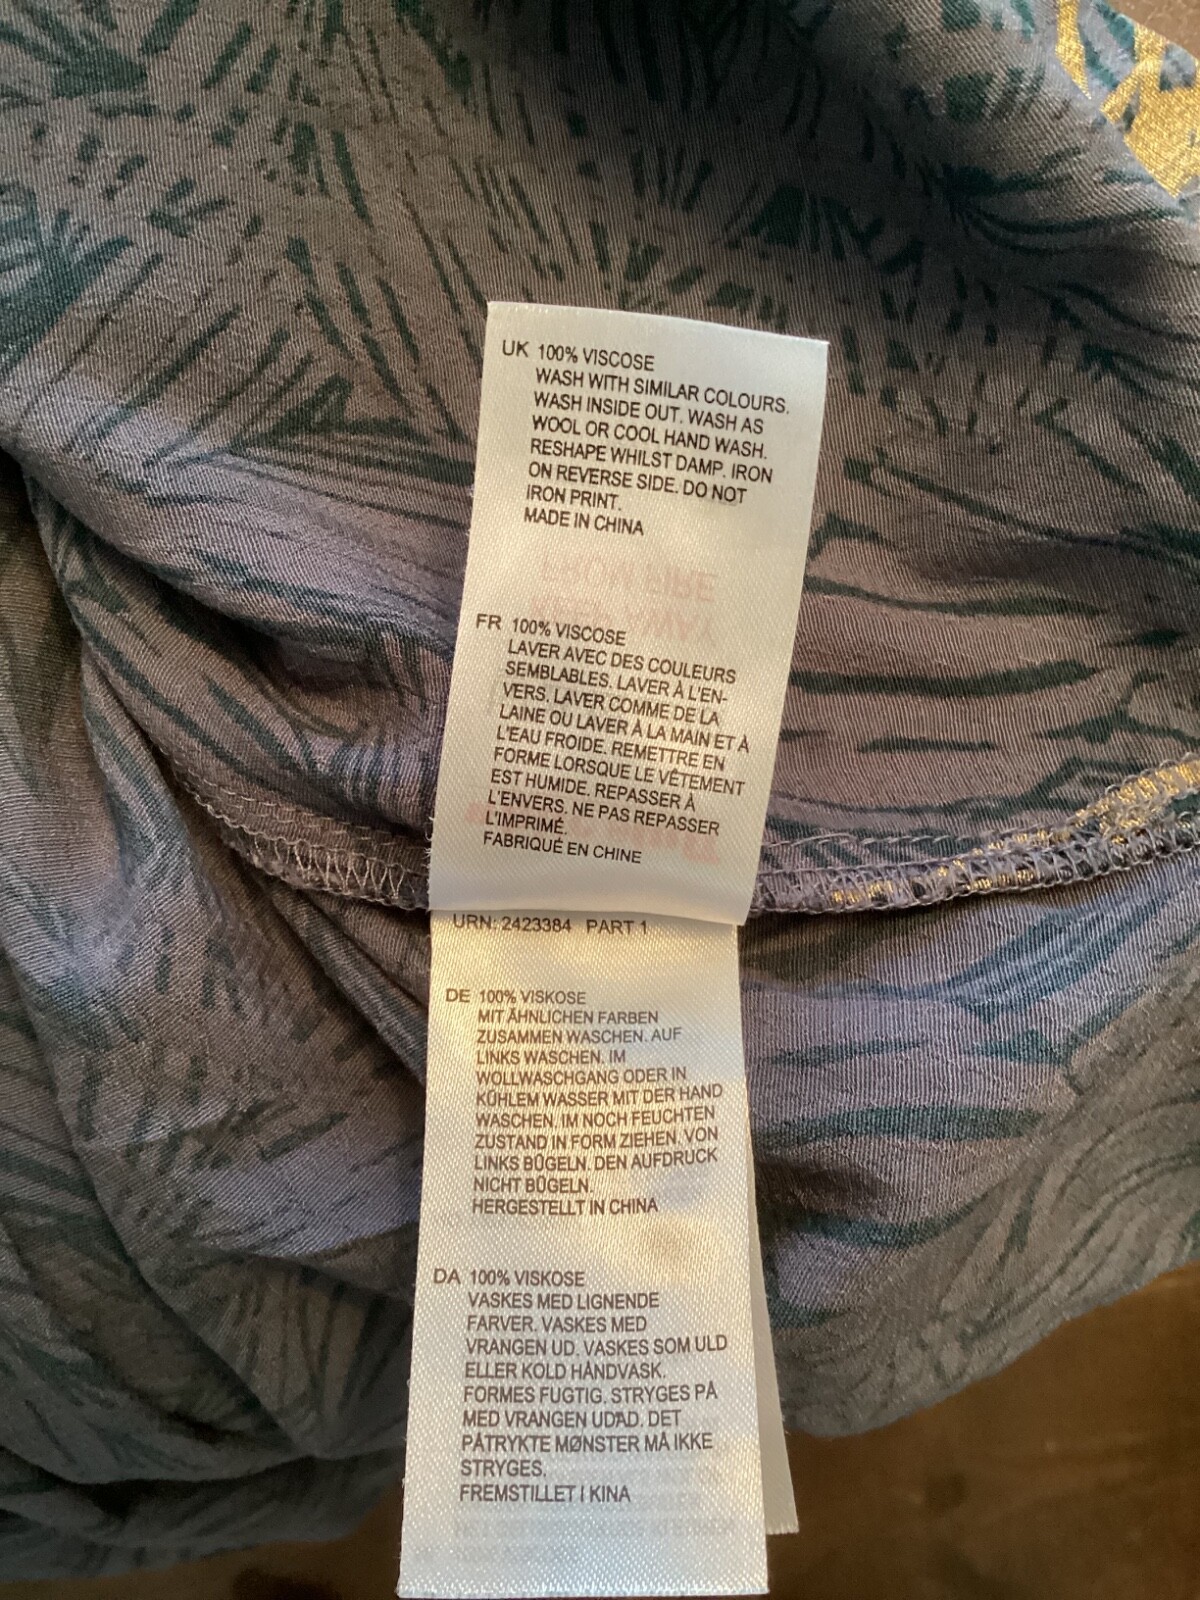 UK 100% VISCOSE
WASH WITH SIMILAR COLOURS.
WASH INSIDE OUT. WASH AS
WOOL OR COOL HAND WASH.
RESHAPE WHILST DAMP. IRON
ON REVERSE SIDE. DO NOT
IRON PRINT.
MADE IN CHINA
FROM FIRE
KEEP AWAY
FR 100% VISCOSE
LAVER AVEC DES COULEURS
SEMBLABLES. LAVER À L'EN-
VERS. LAVER COMME DE LA
LAINE OU LAVER À LA MAIN ET À
L'EAU FROIDE. REMETTRE EN
FORME LORSQUE LE VÊTEMENT
EST HUMIDE. REPASSER À
L'ENVERS. NE PAS REPASSER
L'IMPRIMÉ.
FABRIQUÉ EN CHINE
URN: 2423384 PART 1
DE 100% VISKOSE
MIT ÄHNLICHEN FARBEN
ZUSAMMEN WASCHEN. AUF
LINKS WASCHEN. IM
WOLLWASCHGANG ODER IN
KÜHLEM WASSER MIT DER HAND
WASCHEN. IM NOCH FEUCHTEN
ZUSTAND IN FORM ZIEHEN. VON
LINKS BÜGELN. DEN AUFDRUCK
NICHT BÜGELN.
HERGESTELLT IN CHINA
DA 100% VISKOSE
VASKES MED LIGNENDE
FARVER. VASKES MED
VRANGEN UD. VASKES SOM ULD
ELLER KOLD HÅNDVASK.
FORMES FUGTIG. STRYGES PÅ
MED VRANGEN UDAD. DET
PÅTRYKTE MØNSTER MÅ IKKE
STRYGES.
FREMSTILLET I KINA